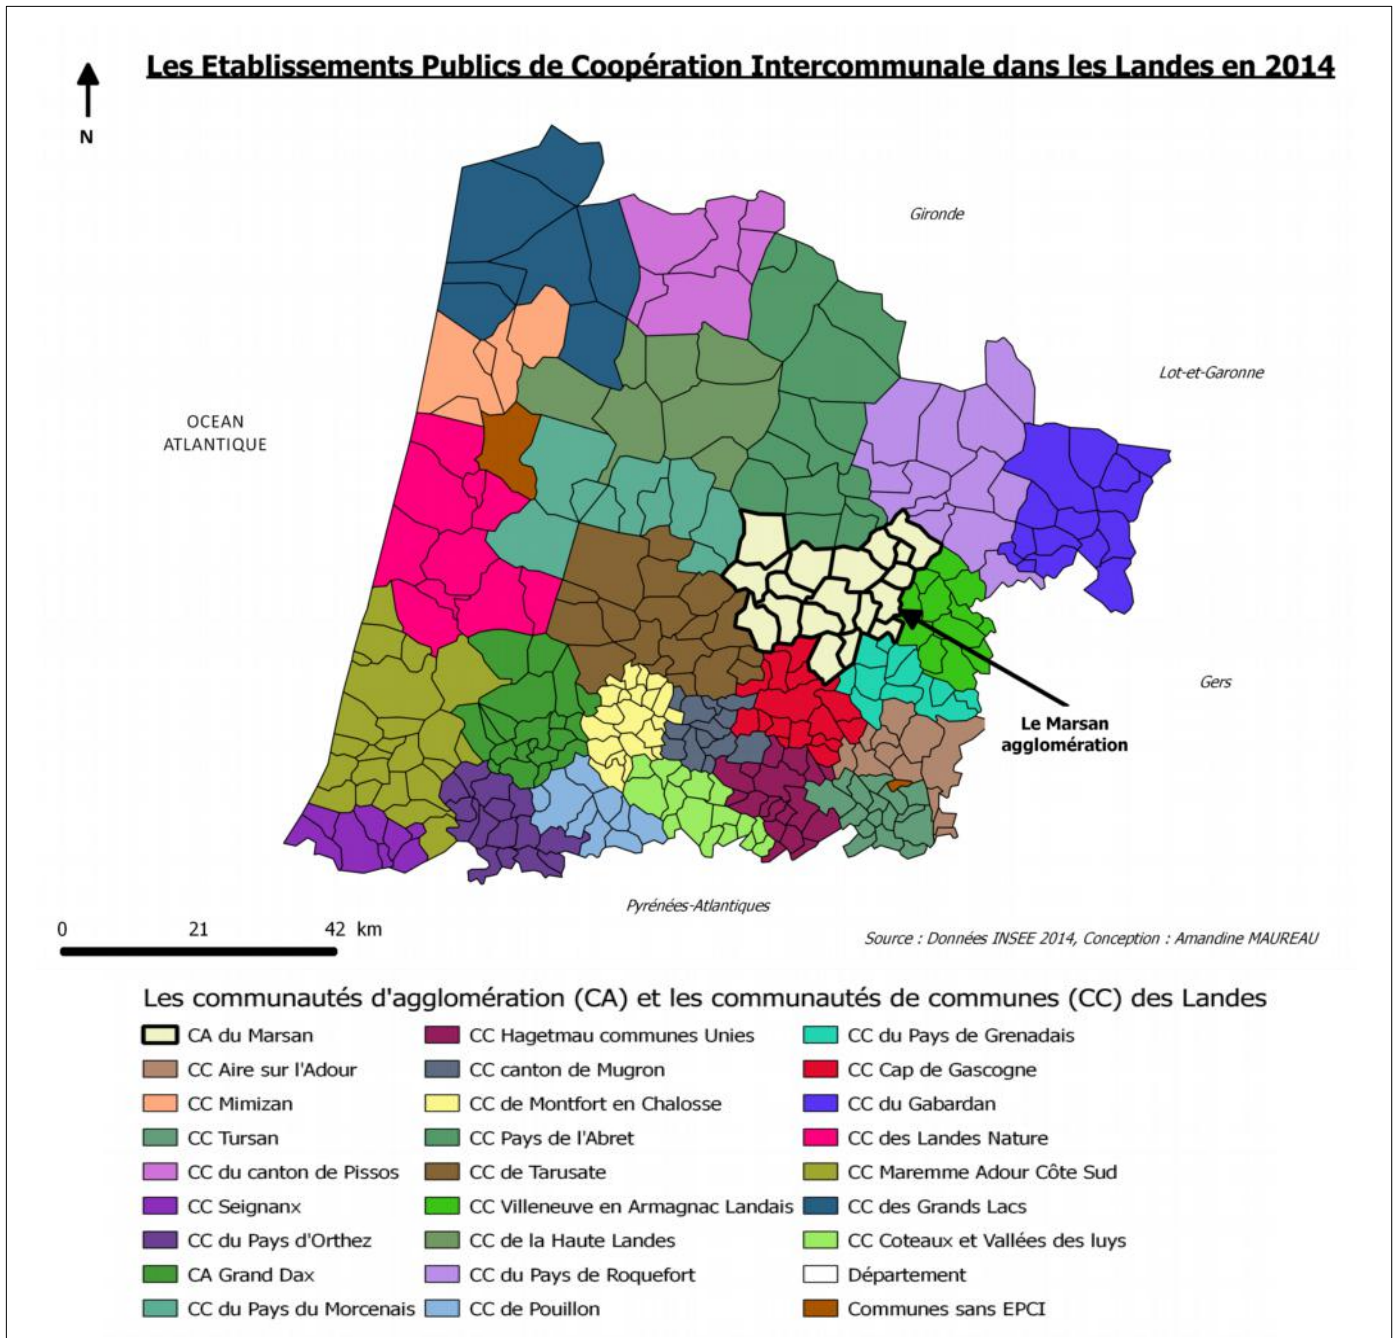 Les Etablissements Publics de Coopération Intercommunale dans les Landes en 2014
N
Gironde
Lot-et-Garonne
OCEAN
ATLANTIQUE
Gers
Le Marsan
agglomération
Pyrénées-Atlantiques
0 21 42 km
Source : Données INSEE 2014, Conception : Amandine MAUREAU
Les communautés d'agglomération (CA) et les communautés de communes (CC) des Landes
CA du Marsan
CC Aire sur l'Adour
CC Mimizan
CC Tursan
CC du canton de Pissos
CC Seignanx
CC du Pays d'Orthez
CA Grand Dax
CC du Pays du Morcenais
CC Hagetmau communes Unies
CC canton de Mugron
CC de Montfort en Chalosse
CC Pays de l'Abret
CC de Tarusate
CC Villeneuve en Armagnac Landais
CC de la Haute Landes
CC du Pays de Roquefort
CC de Pouillon
CC du Pays de Grenadais
CC Cap de Gascogne
CC du Gabardan
CC des Landes Nature
CC Maremme Adour Côte Sud
CC des Grands Lacs
CC Coteaux et Vallées des luys
Département
Communes sans EPCI